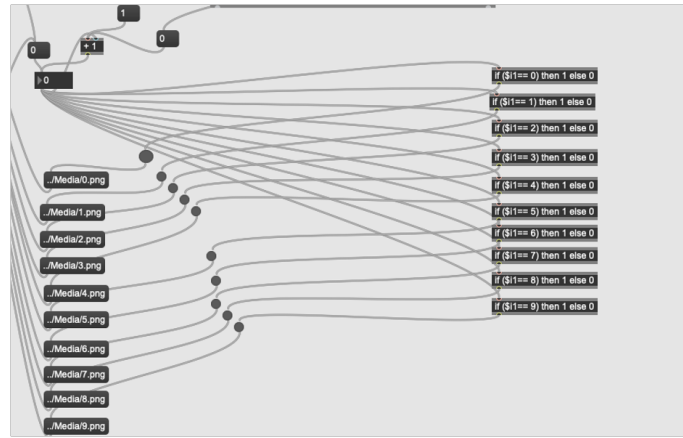 1
0
0
+ 1
0
if ($i1== 0) then 1 else 0
if ($i1== 1) then 1 else 0
if ($i1== 2) then 1 else 0
if ($i1== 3) then 1 else 0
if ($i1== 4) then 1 else 0
if ($i1== 5) then 1 else 0
if ($i1== 6) then 1 else 0
if ($i1== 7) then 1 else 0
if ($i1== 8) then 1 else 0
if ($i1== 9) then 1 else 0
../Media/0.png
../Media/1.png
../Media/2.png
../Media/3.png
../Media/4.png
../Media/5.png
../Media/6.png
../Media/7.png
../Media/8.png
../Media/9.png